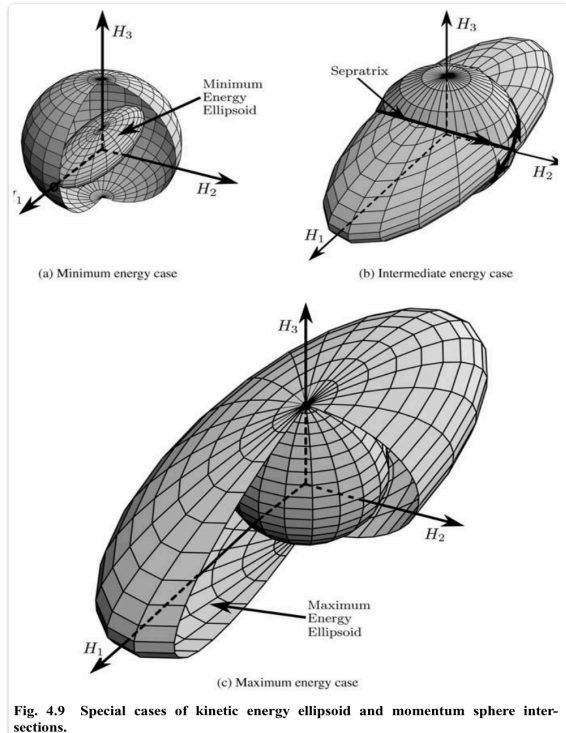 H3
Minimum
Energy
Ellipsoid
H2
(a) Minimum energy case
H3
Sepratrix
H2
H1
(b) Intermediate energy case
H3
H2
Maximum
Energy
Ellipsoid
H1
(c) Maximum energy case
Fig. 4.9 Special cases of kinetic energy ellipsoid and momentum sphere inter-
sections.